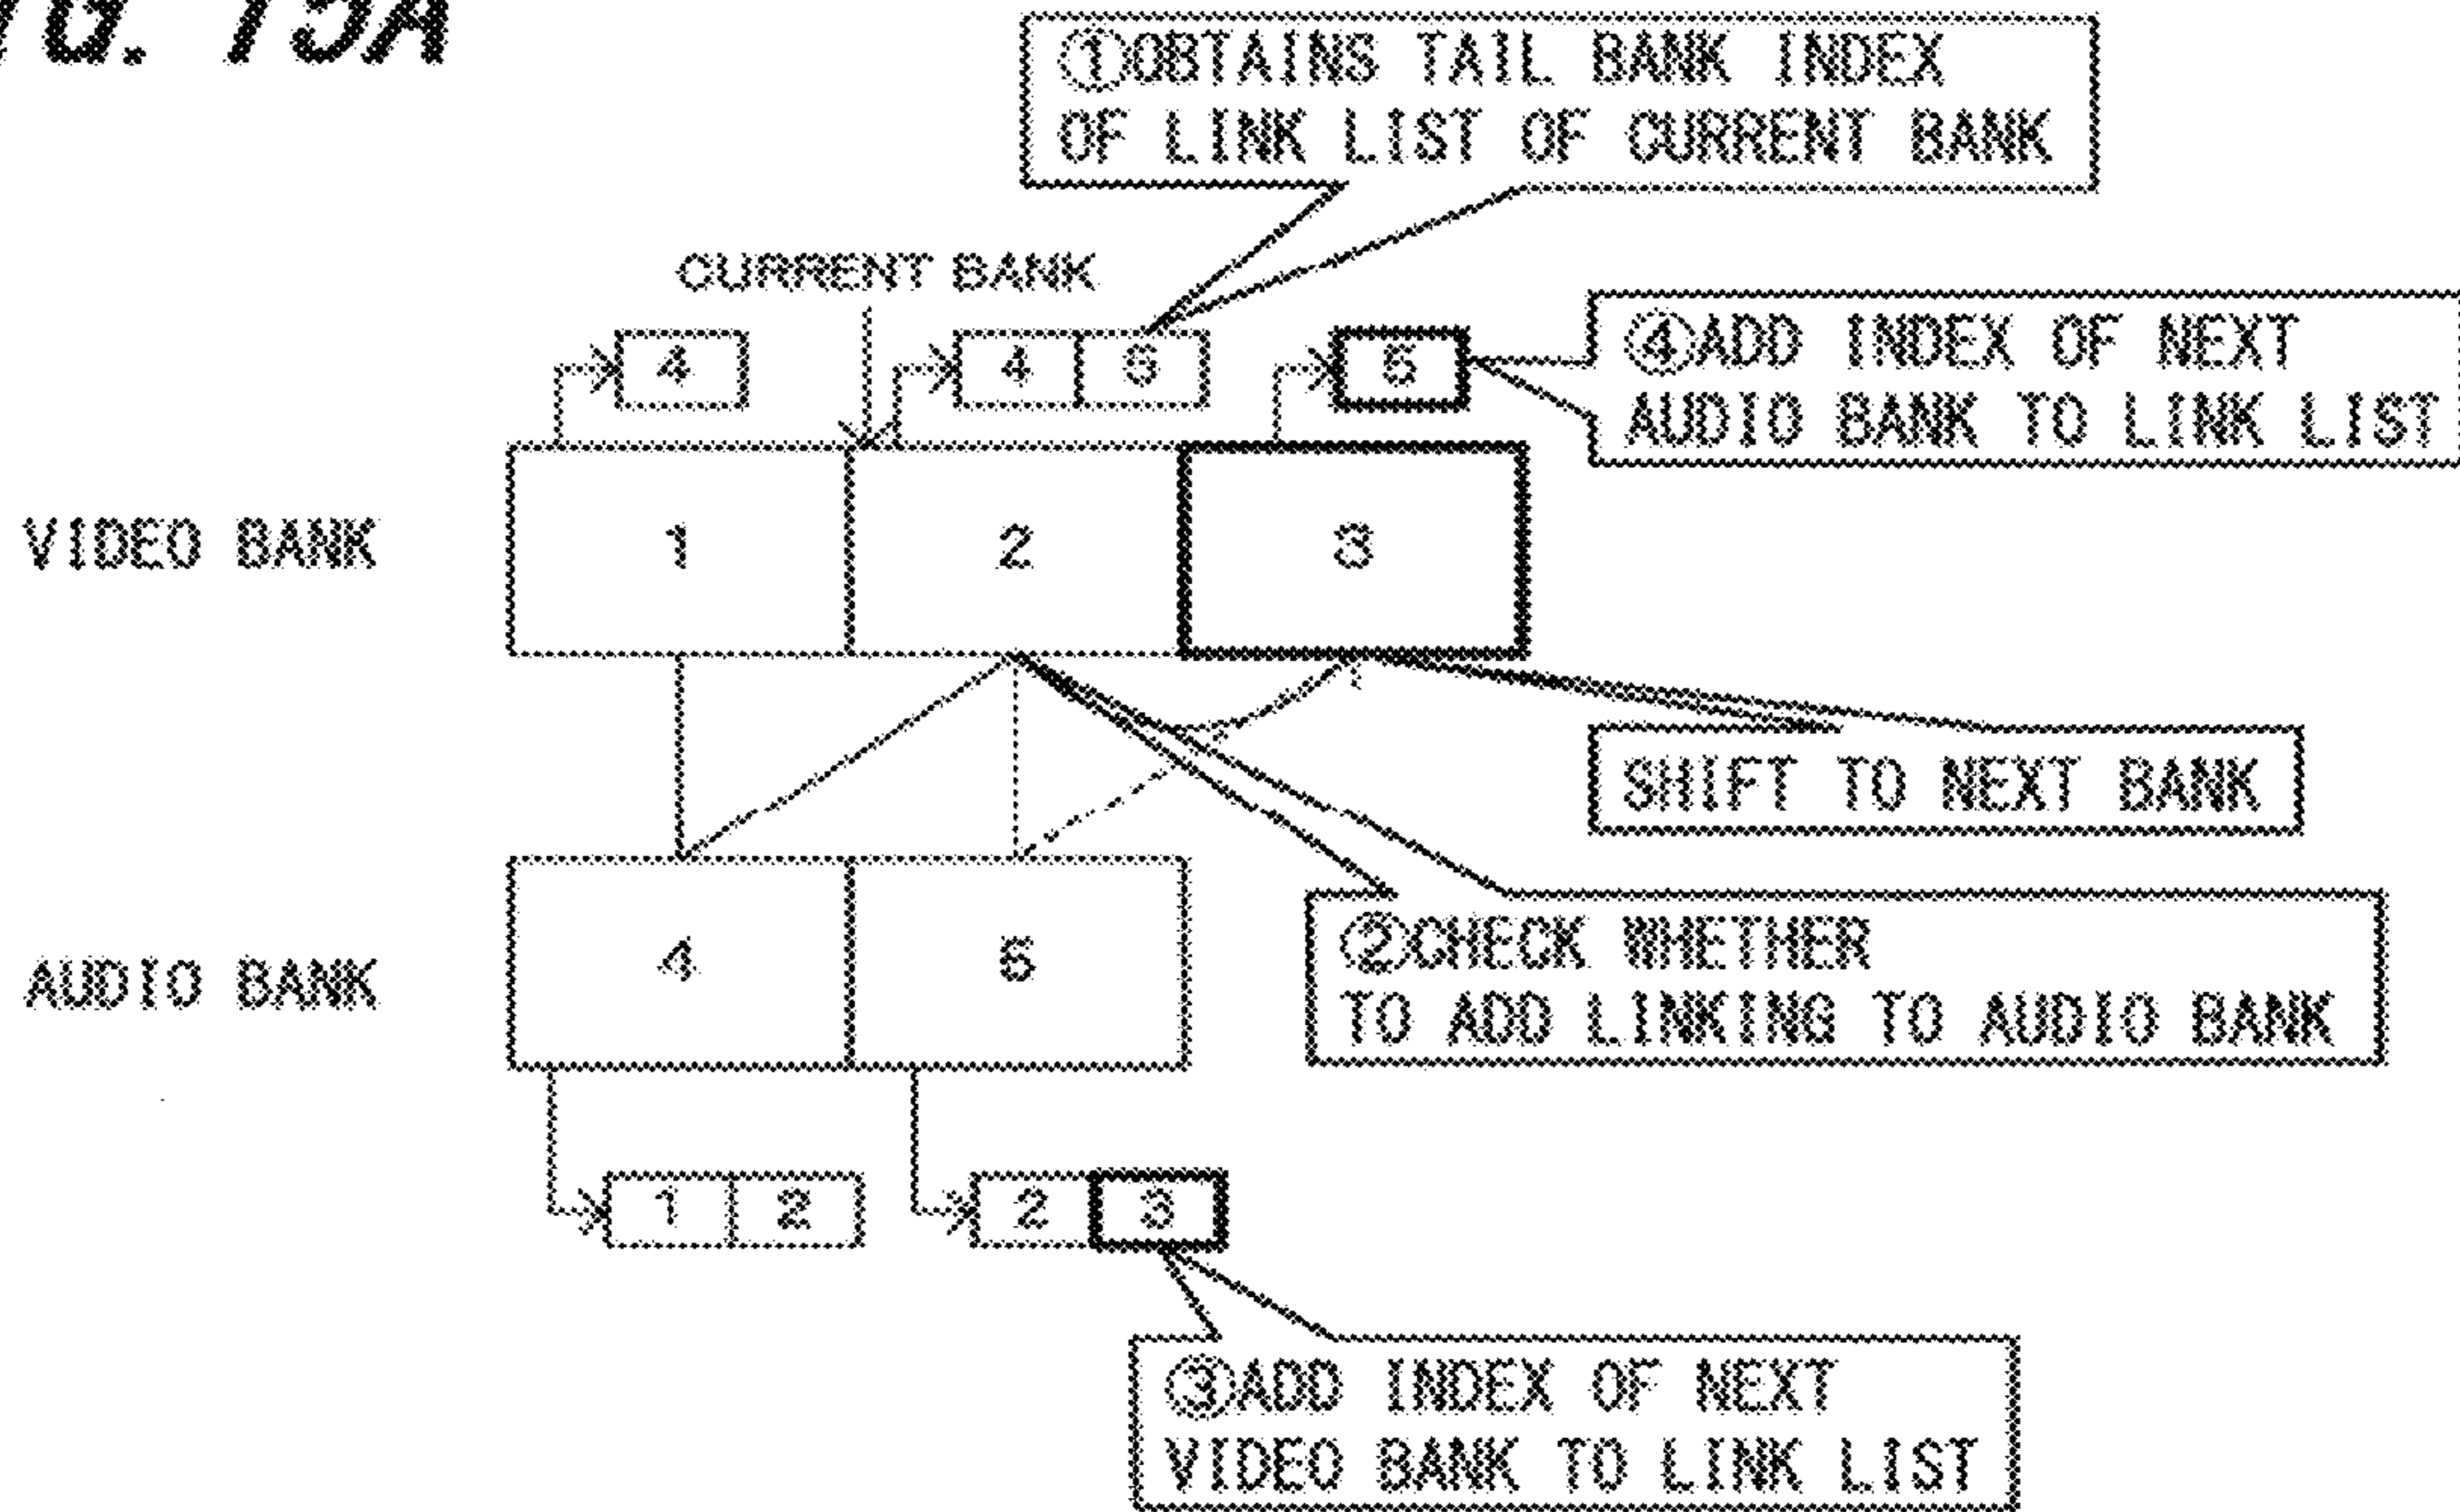 G. 15A
①OBTAINS TAIL BANK INDEX
OF LINK LIST OF CURRENT BANK
CURRENT BANK
4
4 5
5
④ADD INDEX OF NEXT
AUDIO BANK TO LINK LIST
VIDEO BANK
1 2 3
SHIFT TO NEXT BANK
AUDIO BANK
4 5
②CHECK WHETHER
TO ADD LINKING TO AUDIO BANK
1 2
2 3
③ADD INDEX OF NEXT
VIDEO BANK TO LINK LIST